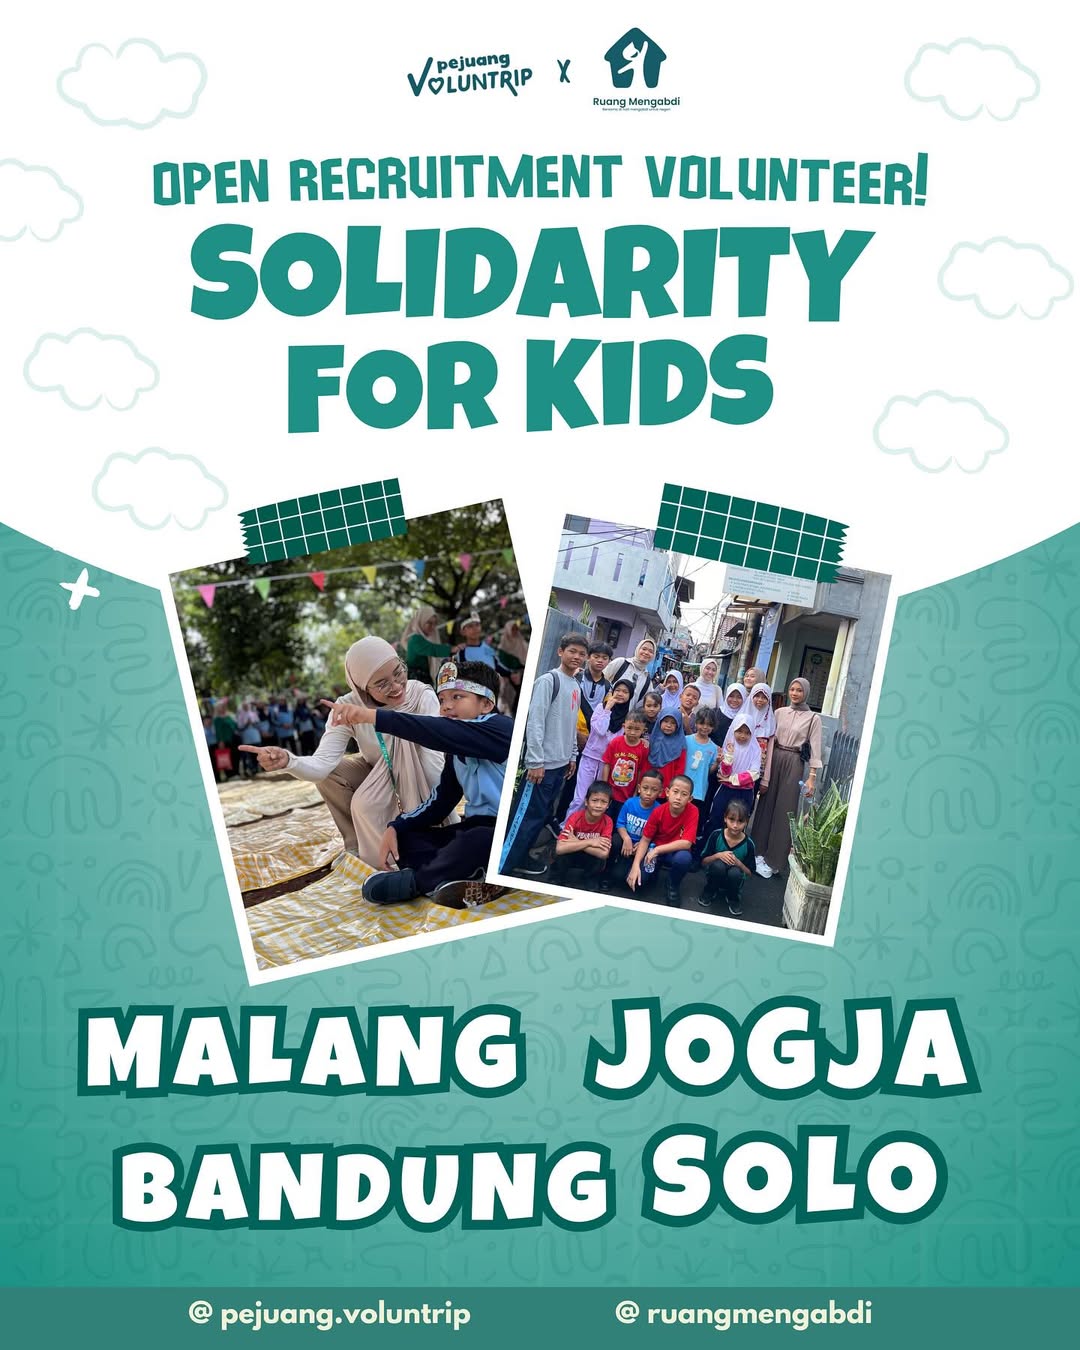 pejuang
VOLUNTRIP
X
Ruang Mengabdi
OPEN RECRUITMENT VOLUNTEER!
SOLIDARITY
FOR KIDS
MALANG JOGJA
BANDUNG SOLO
@ pejuang.voluntrip @ ruangmengabdi